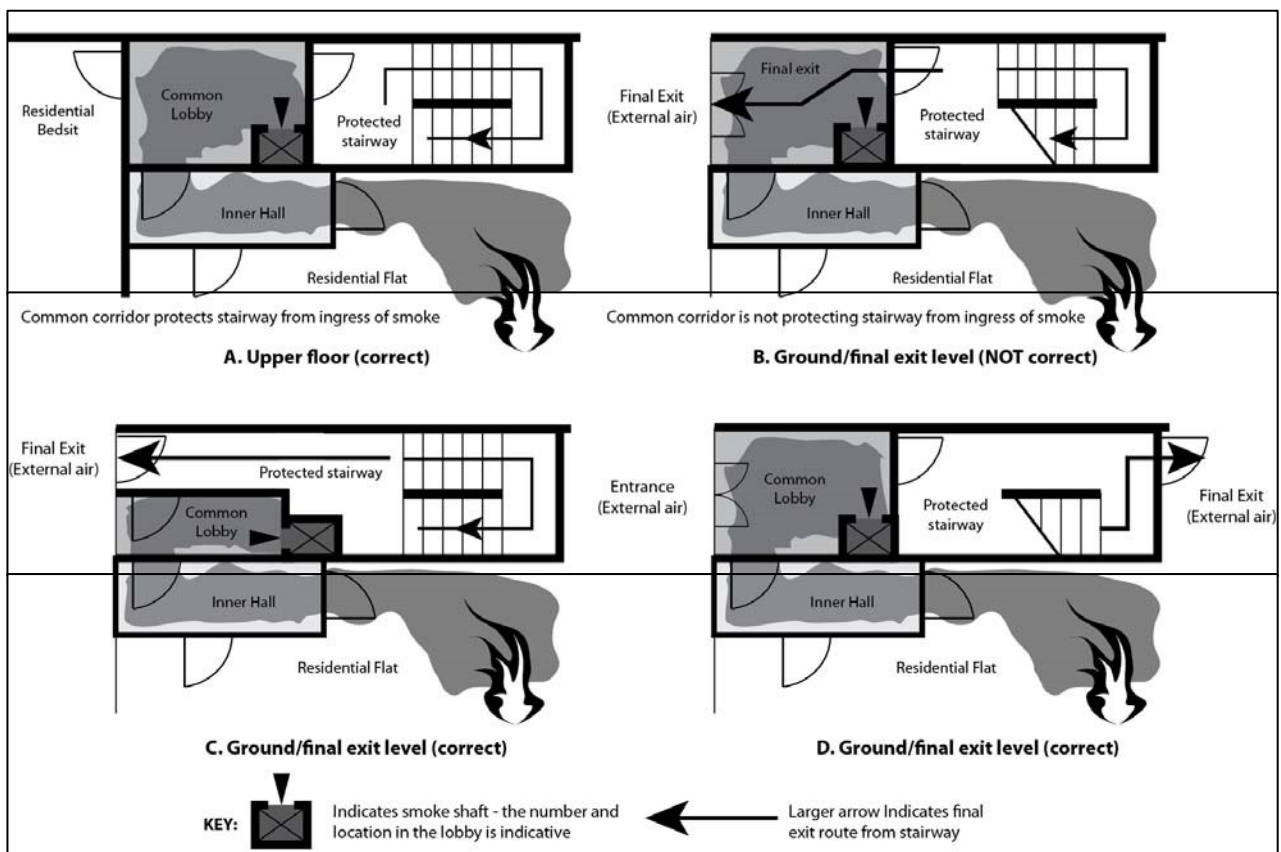 Residential
Bedsit
Common
Lobby
Protected
stairway
Inner Hall
Residential Flat
Common corridor protects stairway from ingress of smoke
A. Upper floor (correct)
Final Exit
(External air)
Final exit
Protected
stairway
Inner Hall
Residential Flat
Common corridor is not protecting stairway from ingress of smoke
B. Ground/final exit level (NOT correct)
Final Exit
(External air)
Protected stairway
Common
Lobby
Inner Hall
Residential Flat
C. Ground/final exit level (correct)
Entrance
(External air)
Common
Lobby
Protected
stairway
Final Exit
(External air)
Inner Hall
Residential Flat
D. Ground/final exit level (correct)
KEY:
Indicates smoke shaft - the number and
location in the lobby is indicative
Larger arrow Indicates final
exit route from stairway